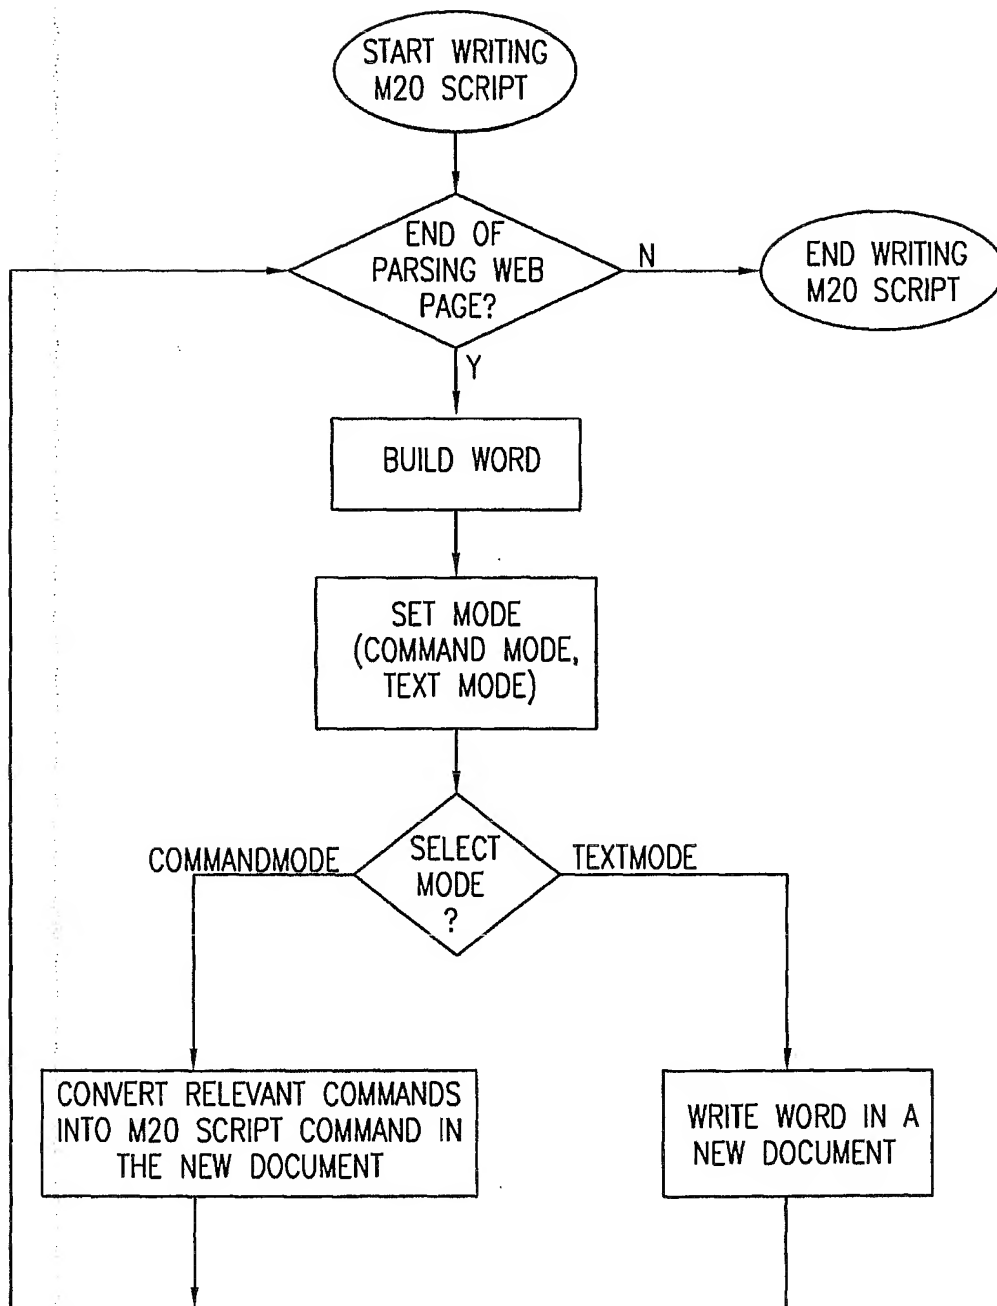 START WRITING
M20 SCRIPT
END OF
PARSING WEB
PAGE?
N
END WRITING
M20 SCRIPT
Y
BUILD WORD
SET MODE
(COMMAND MODE,
TEXT MODE)
COMMANDMODE
SELECT
MODE
?
TEXTMODE
CONVERT RELEVANT COMMANDS
INTO M20 SCRIPT COMMAND IN
THE NEW DOCUMENT
WRITE WORD IN A
NEW DOCUMENT